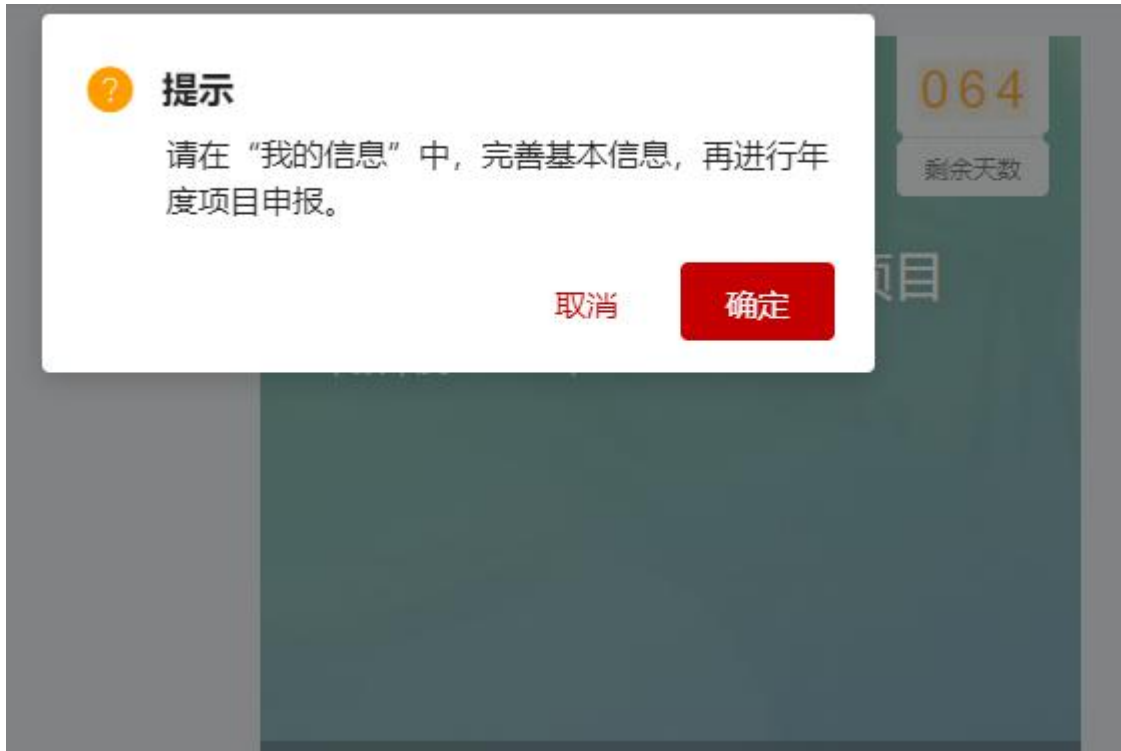 提示
064
请在“我的信息”中，完善基本信息，再进行年
度项目申报。
剩余天数
项目
取消
确定